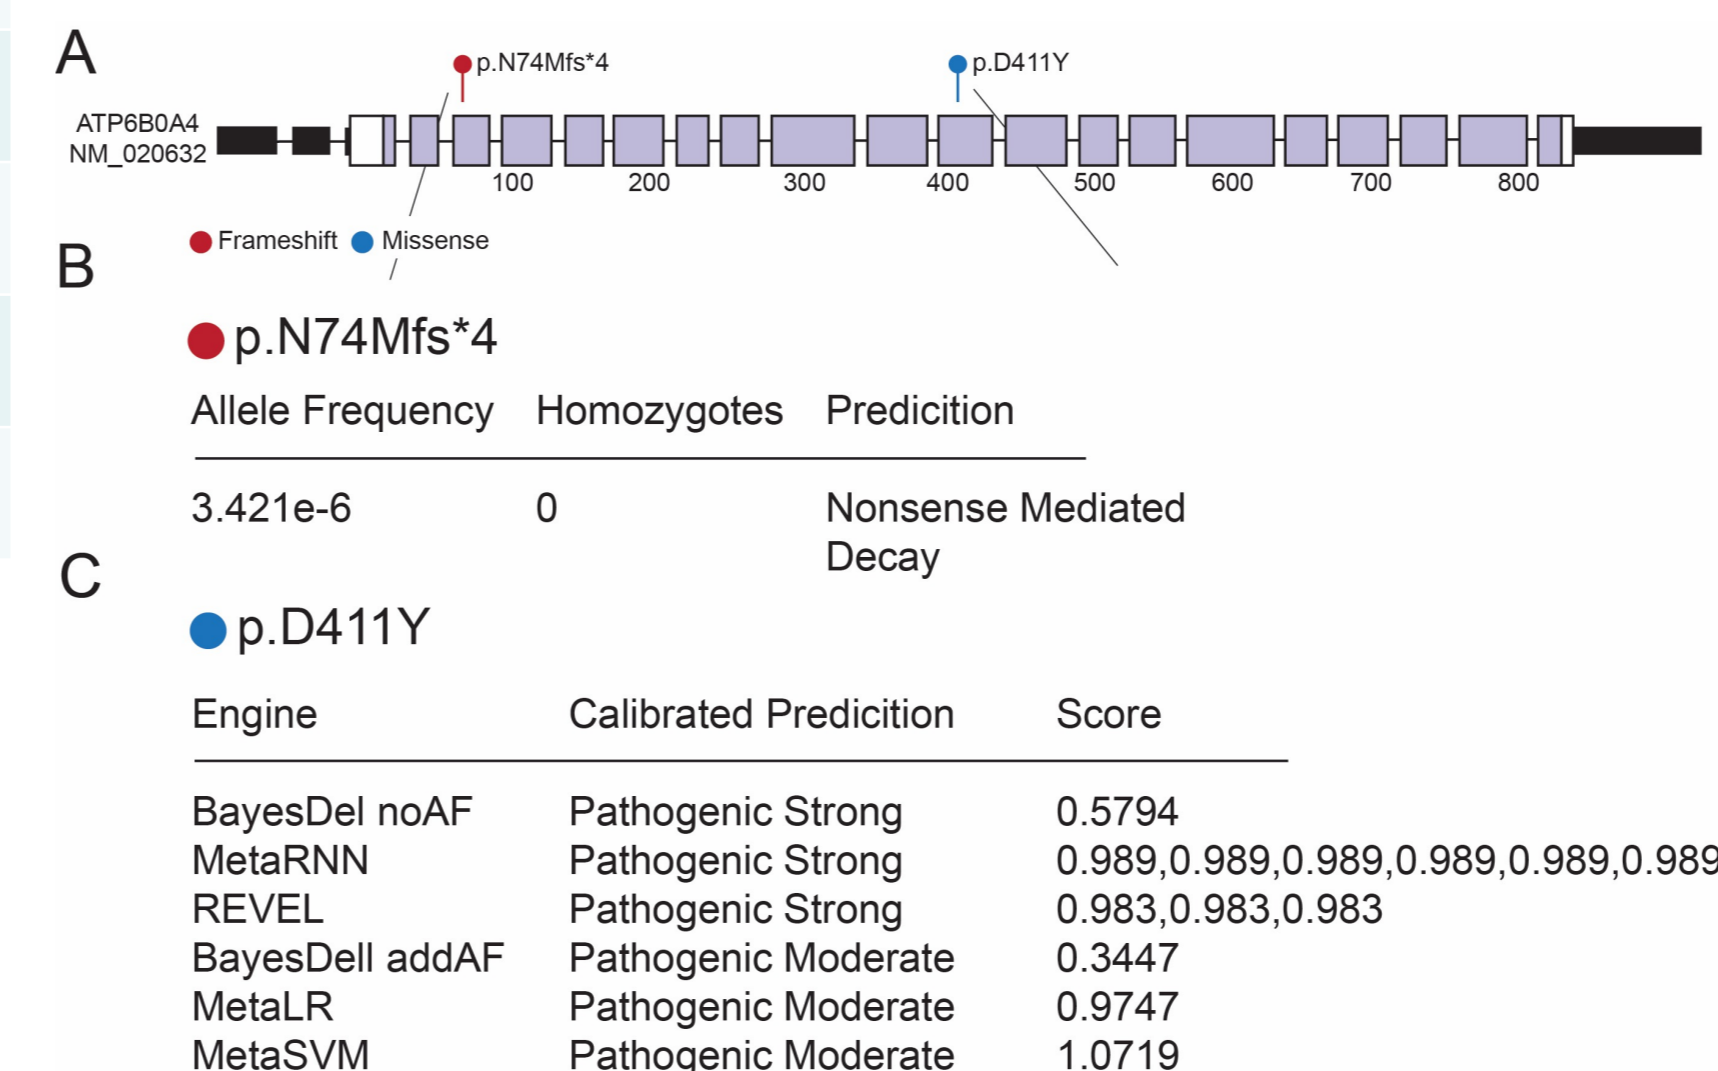 A
p.N74Mfs*4
p.D411Y
ATP6B0A4
NM_020632
100 200 300 400 500 600 700 800
Frameshift Missense
B
p.N74Mfs*4
Allele Frequency Homozygotes Predicition
3.421e-6 0 Nonsense Mediated
Decay
C
p.D411Y
Engine Calibrated Predicition Score
BayesDel noAF Pathogenic Strong 0.5794
MetaRNN Pathogenic Strong 0.989,0.989,0.989,0.989,0.989,0.989
REVEL Pathogenic Strong 0.983,0.983,0.983
BayesDell addAF Pathogenic Moderate 0.3447
MetaLR Pathogenic Moderate 0.9747
MetaSVM Pathogenic Moderate 1.0719